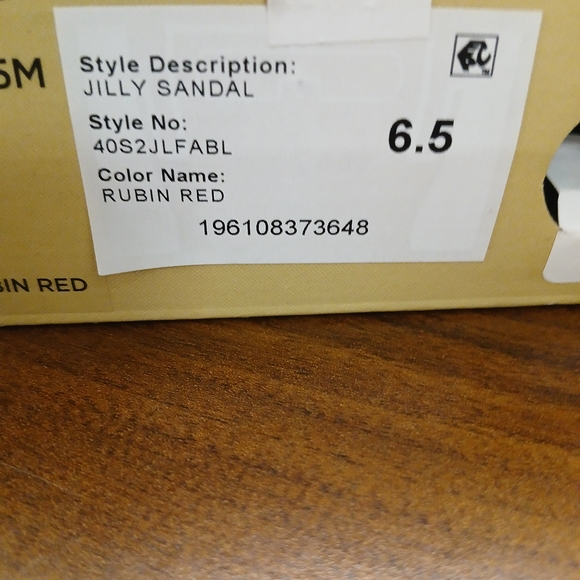 5M
Style Description:
JILLY SANDAL
Style No:
40S2JLFABL
6.5
Color Name:
RUBIN RED
196108373648
BIN RED